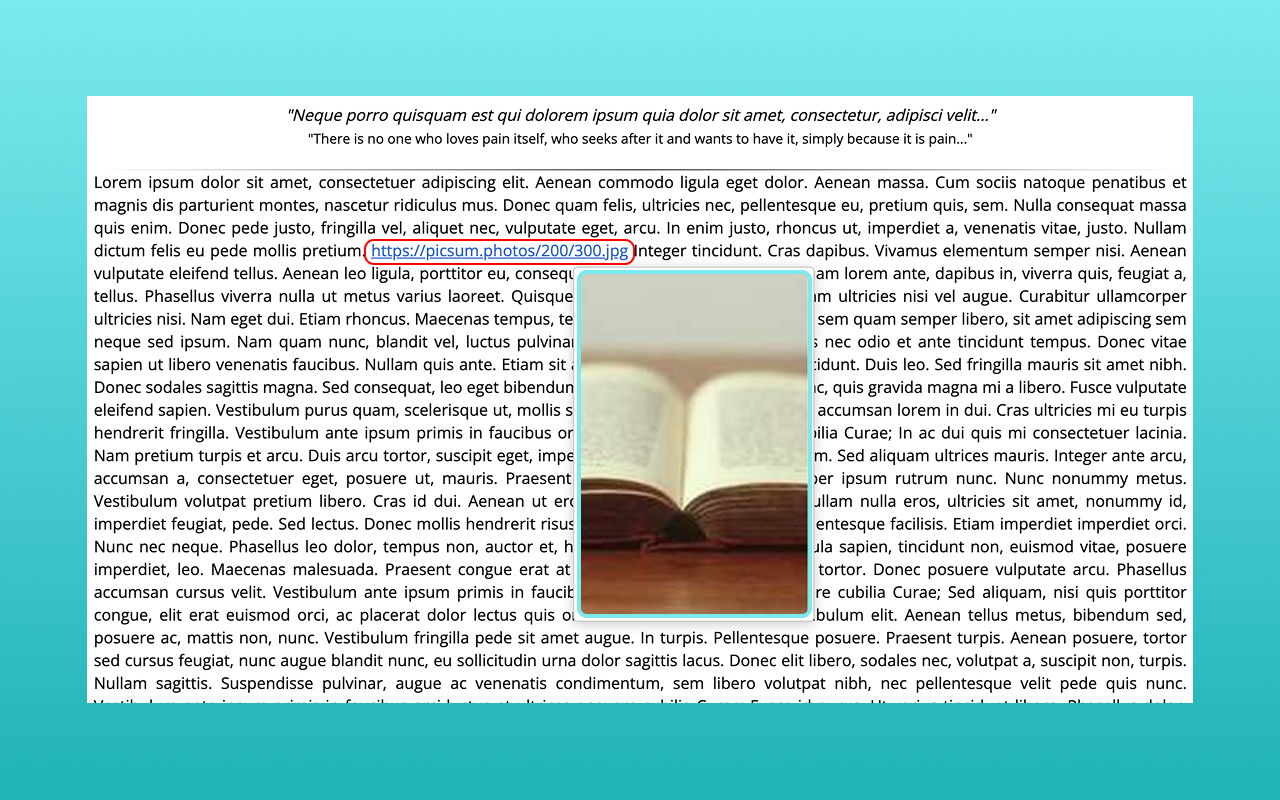 "Neque porro quisquam est qui dolorem ipsum quia dolor sit amet, consectetur, adipisci velit..."
"There is no one who loves pain itself, who seeks after it and wants to have it, simply because it is pain..."
Lorem ipsum dolor sit amet, consectetuer adipiscing elit. Aenean commodo ligula eget dolor. Aenean massa. Cum sociis natoque penatibus et
magnis dis parturient montes, nascetur ridiculus mus. Donec quam felis, ultricies nec, pellentesque eu, pretium quis, sem. Nulla consequat massa
quis enim. Donec pede justo, fringilla vel, aliquet nec, vulputate eget, arcu. In enim justo, rhoncus ut, imperdiet a, venenatis vitae, justo. Nullam
dictum felis eu pede mollis pretium. https://picsum.photos/200/300.jpg Integer tincidunt. Cras dapibus. Vivamus elementum semper nisi. Aenean
vulputate eleifend tellus. Aenean leo ligula, porttitor eu, consequ am lorem ante, dapibus in, viverra quis, feugiat a,
tellus. Phasellus viverra nulla ut metus varius laoreet. Quisque m ultricies nisi vel augue. Curabitur ullamcorper
ultricies nisi. Nam eget dui. Etiam rhoncus. Maecenas tempus, te sem quam semper libero, sit amet adipiscing sem
neque sed ipsum. Nam quam nunc, blandit vel, luctus pulvinar s nec odio et ante tincidunt tempus. Donec vitae
sapien ut libero venenatis faucibus. Nullam quis ante. Etiam sit idunt. Duis leo. Sed fringilla mauris sit amet nibh.
Donec sodales sagittis magna. Sed consequat, leo eget bibendum c, quis gravida magna mi a libero. Fusce vulputate
eleifend sapien. Vestibulum purus quam, scelerisque ut, mollis s accumsan lorem in dui. Cras ultricies mi eu turpis
hendrerit fringilla. Vestibulum ante ipsum primis in faucibus or bilia Curae; In ac dui quis mi consectetuer lacinia.
Nam pretium turpis et arcu. Duis arcu tortor, suscipit eget, impe m. Sed aliquam ultrices mauris. Integer ante arcu,
accumsan a, consectetuer eget, posuere ut, mauris. Praesent per ipsum rutrum nunc. Nunc nonummy metus.
Vestibulum volutpat pretium libero. Cras id dui. Aenean ut ero ullam nulla eros, ultricies sit amet, nonummy id,
imperdiet feugiat, pede. Sed lectus. Donec mollis hendrerit risus entesque facilisis. Etiam imperdiet imperdiet orci.
Nunc nec neque. Phasellus leo dolor, tempus non, auctor et, h ula sapien, tincidunt non, euismod vitae, posuere
imperdiet, leo. Maecenas malesuada. Praesent congue erat at tortor. Donec posuere vulputate arcu. Phasellus
accumsan cursus velit. Vestibulum ante ipsum primis in faucib re cubilia Curae; Sed aliquam, nisi quis porttitor
congue, elit erat euismod orci, ac placerat dolor lectus quis o bulum elit. Aenean tellus metus, bibendum sed,
posuere ac, mattis non, nunc. Vestibulum fringilla pede sit amet augue. In turpis. Pellentesque posuere. Praesent turpis. Aenean posuere, tortor
sed cursus feugiat, nunc augue blandit nunc, eu sollicitudin urna dolor sagittis lacus. Donec elit libero, sodales nec, volutpat a, suscipit non, turpis.
Nullam sagittis. Suspendisse pulvinar, augue ac venenatis condimentum, sem libero volutpat nibh, nec pellentesque velit pede quis nunc.